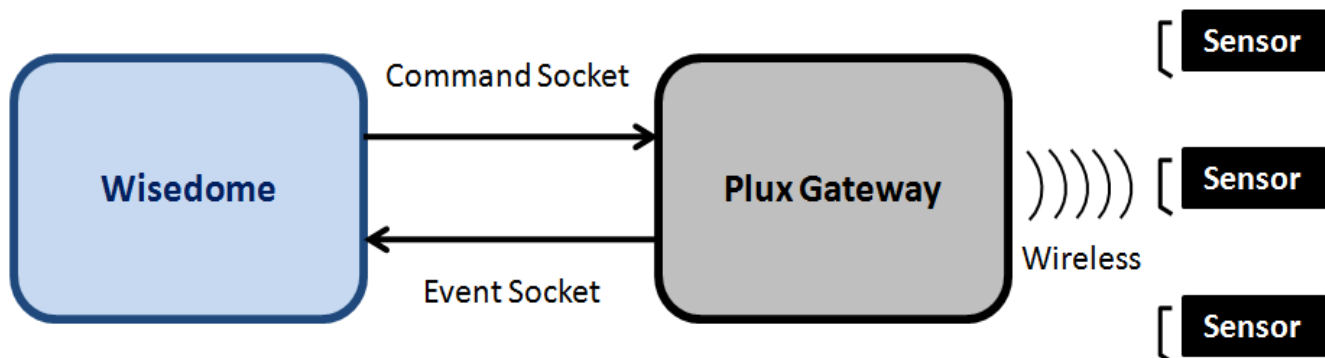 Sensor
Command Socket
Wisedome
Plux Gateway
Sensor
Wireless
Event Socket
Sensor